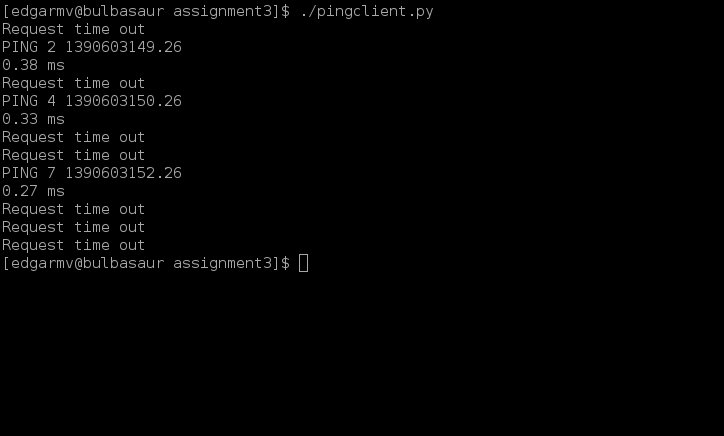 [edgarmv@bulbasaur assignment3]$ ./pingclient.py
Request time out
PING 2 1390603149.26
0.38 ms
Request time out
PING 4 1390603150.26
0.33 ms
Request time out
Request time out
PING 7 1390603152.26
0.27 ms
Request time out
Request time out
Request time out
[edgarmv@bulbasaur assignment3]$